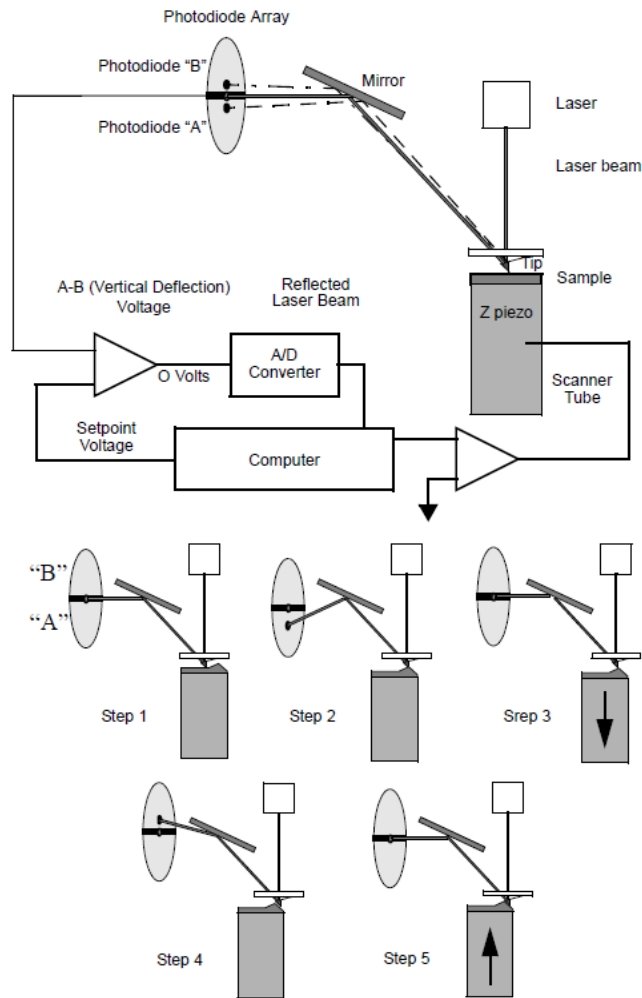 Photodiode Array
Photodiode “B”
Mirror
Photodiode “A”
Laser
Laser beam
Tip
Sample
A-B (Vertical Deflection)
Voltage
Reflected
Laser Beam
Z piezo
O Volts
A/D
Converter
Scanner
Tube
Setpoint
Voltage
Computer
“B”
“A”
Step 1
Step 2
Srep 3
Step 4
Step 5